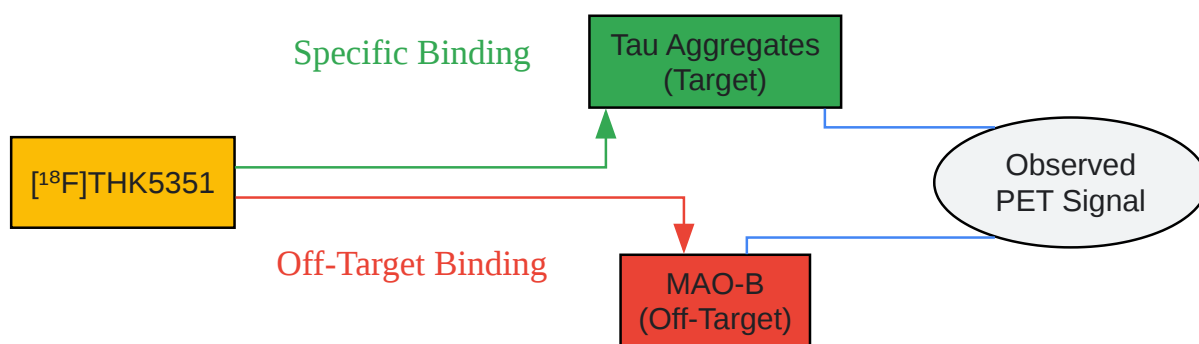 Specific Binding
Tau Aggregates
(Target)
[¹⁸F]THK5351
Observed
PET Signal
Off-Target Binding
MAO-B
(Off-Target)